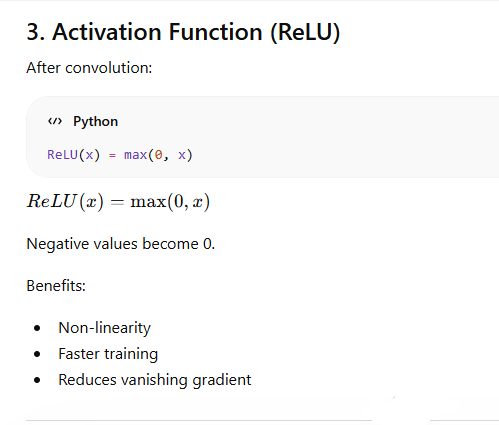 3. Activation Function (ReLU)
After convolution:
</> Python
ReLU(x) = max(0, x)
ReLU(x) = max(0, x)
Negative values become 0.
Benefits:
• Non-linearity
• Faster training
• Reduces vanishing gradient